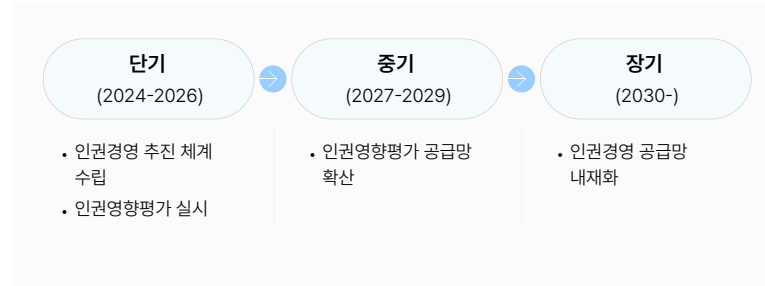 단기
(2024-2026)
• 인권경영 추진 체계
수립
• 인권영향평가 실시
중기
(2027-2029)
• 인권영향평가 공급망
확산
장기
(2030-)
• 인권경영 공급망
내재화